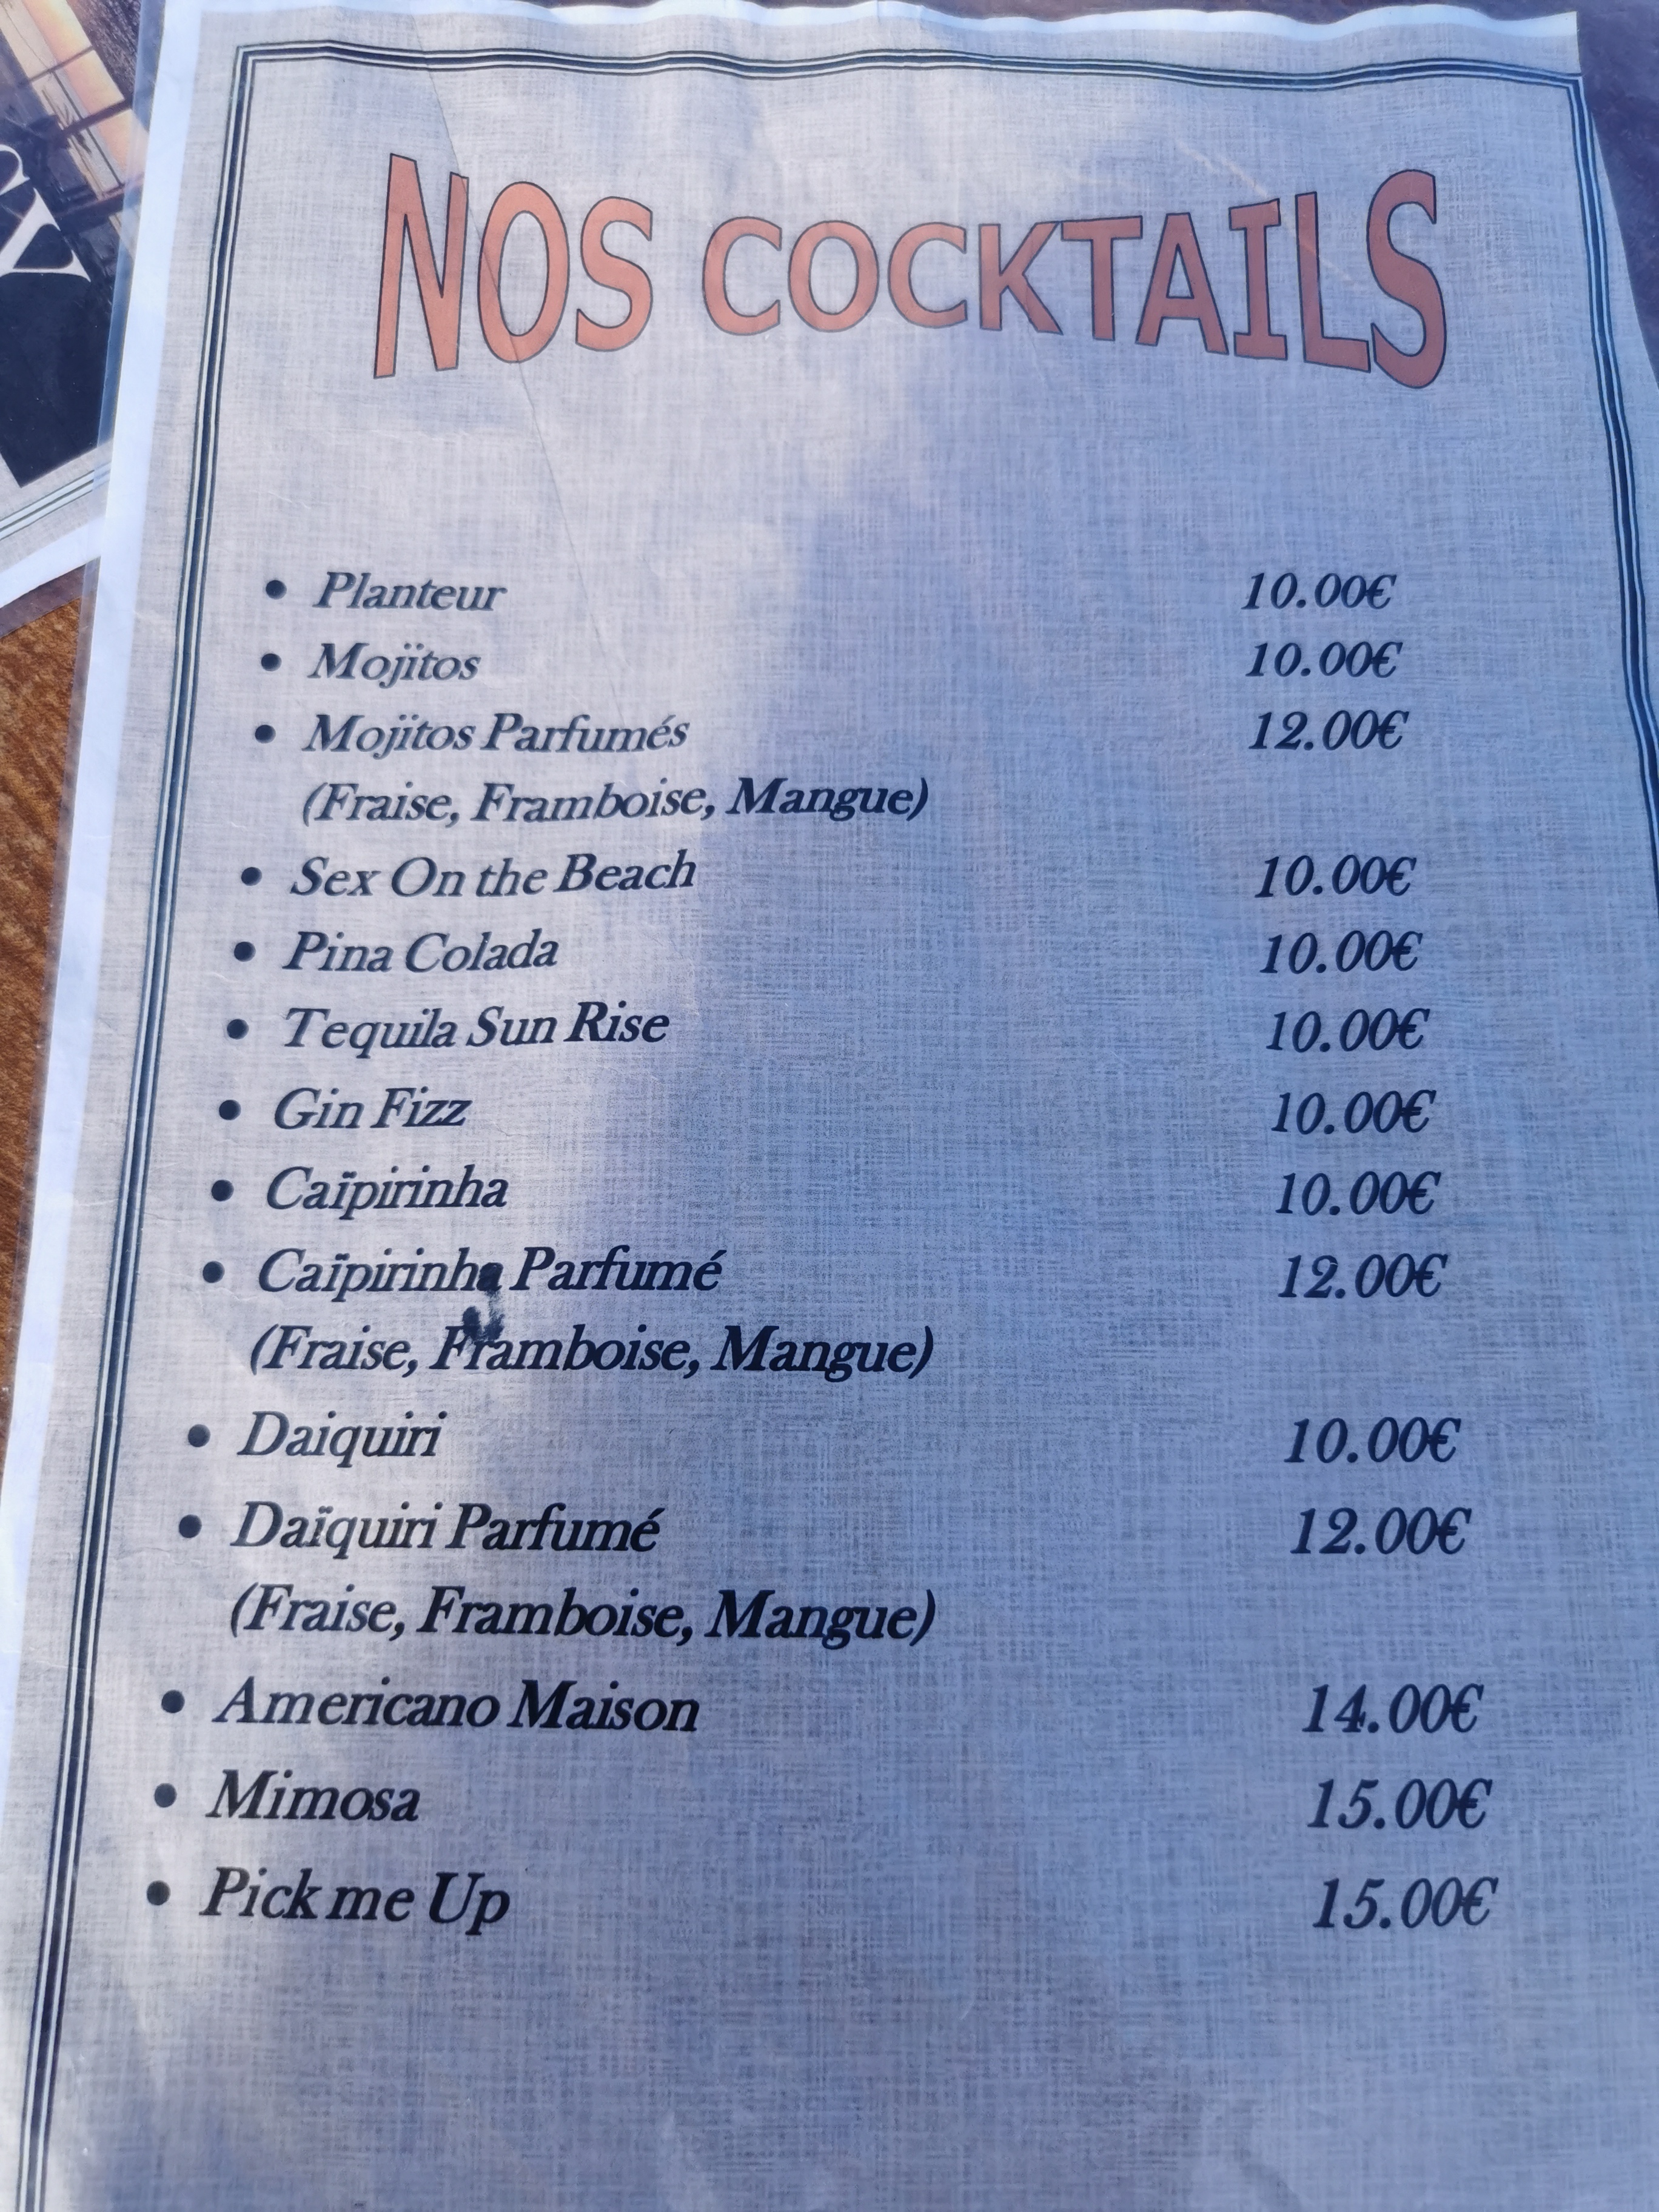 NOS COCKTAILS
• Planteur 10.00€
• Mojitos 10.00€
• Mojitos Parfumés 12.00€
(Fraise, Framboise, Mangue)
• Sex On the Beach 10.00€
• Pina Colada 10.00€
• Tequila Sun Rise 10.00€
• Gin Fizz 10.00€
• Caïpirinha 10.00€
• Caïpirinha Parfumé 12.00€
(Fraise, Framboise, Mangue)
• Daiquiri 10.00€
• Daïquiri Parfumé 12.00€
(Fraise, Framboise, Mangue)
• Americano Maison 14.00€
• Mimosa 15.00€
• Pick me Up 15.00€